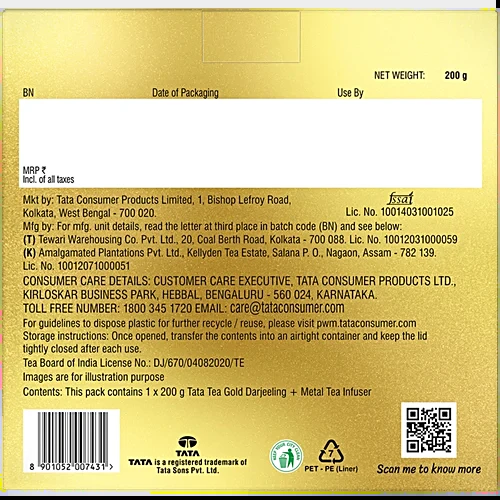 NET WEIGHT: 200 g
BN Date of Packaging Use By
MRP ₹
Incl. of all taxes
Mkt by: Tata Consumer Products Limited, 1, Bishop Lefroy Road,
Kolkata, West Bengal - 700 020.
fssai
Lic. No. 10014031001025
Mfg by: For mfg. unit details, read the letter at third place in batch code (BN) and see below:
(T) Tewari Warehousing Co. Pvt. Ltd., 20, Coal Berth Road, Kolkata - 700 088. Lic. No. 10012031000059
(K) Amalgamated Plantations Pvt. Ltd., Kellyden Tea Estate, Salana P. O., Nagaon, Assam - 782 139.
Lic. No. 10012071000051
CONSUMER CARE DETAILS: CUSTOMER CARE EXECUTIVE, TATA CONSUMER PRODUCTS LTD.,
KIRLOSKAR BUSINESS PARK, HEBBAL, BENGALURU - 560 024, KARNATAKA.
TOLL FREE NUMBER: 1800 345 1720 EMAIL: care@tataconsumer.com
For guidelines to dispose plastic for further recycle / reuse, please visit pwm.tataconsumer.com
Storage instructions: Once opened, transfer the contents into an airtight container and keep the lid
tightly closed after each use.
Tea Board of India License No.: DJ/670/04082020/TE
Images are for illustration purpose
Contents: This pack contains 1 x 200 g Tata Tea Gold Darjeeling + Metal Tea Infuser
8 901052 007431
TATA
TATA is a registered trademark of
Tata Sons Pvt. Ltd.
KEEP YOUR CITY CLEAN
7
PET - PE (Liner)
Scan me to know more